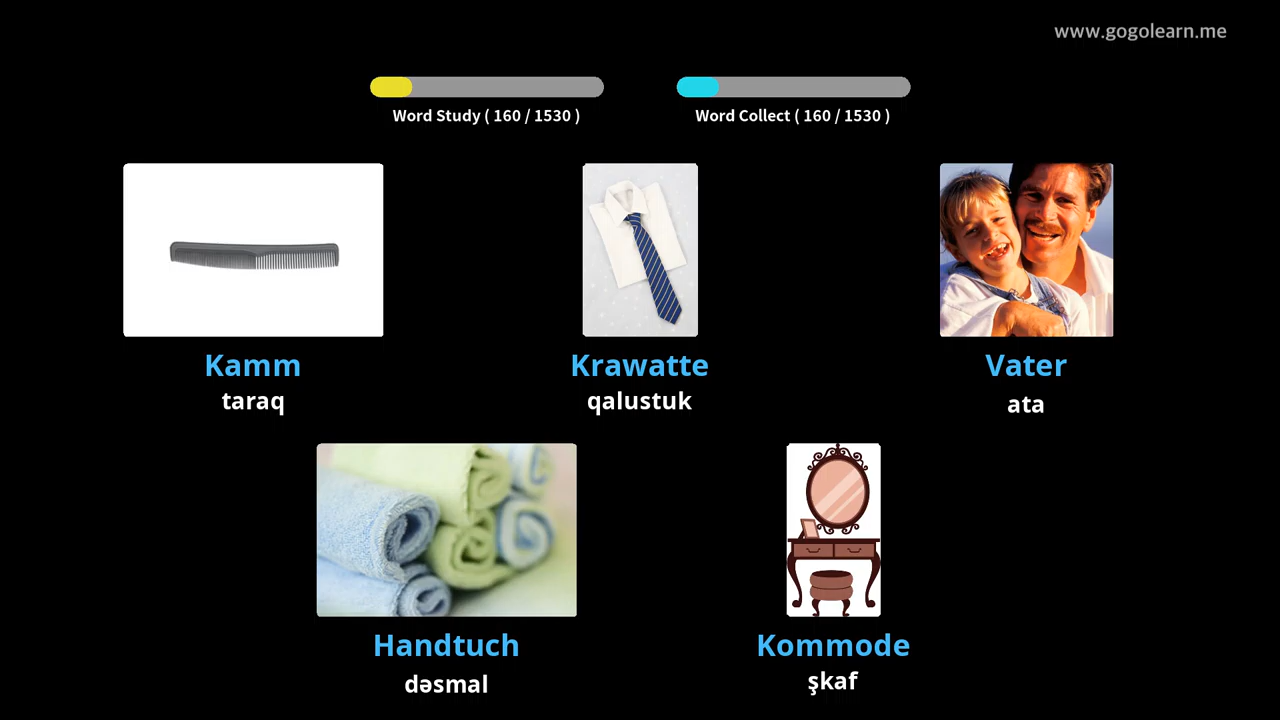 www.gogolearn.me
Word Study ( 160 / 1530 )
Word Collect ( 160 / 1530 )
Kamm
taraq
Krawatte
qalustuk
Vater
ata
Handtuch
dəsmal
Kommode
şkaf